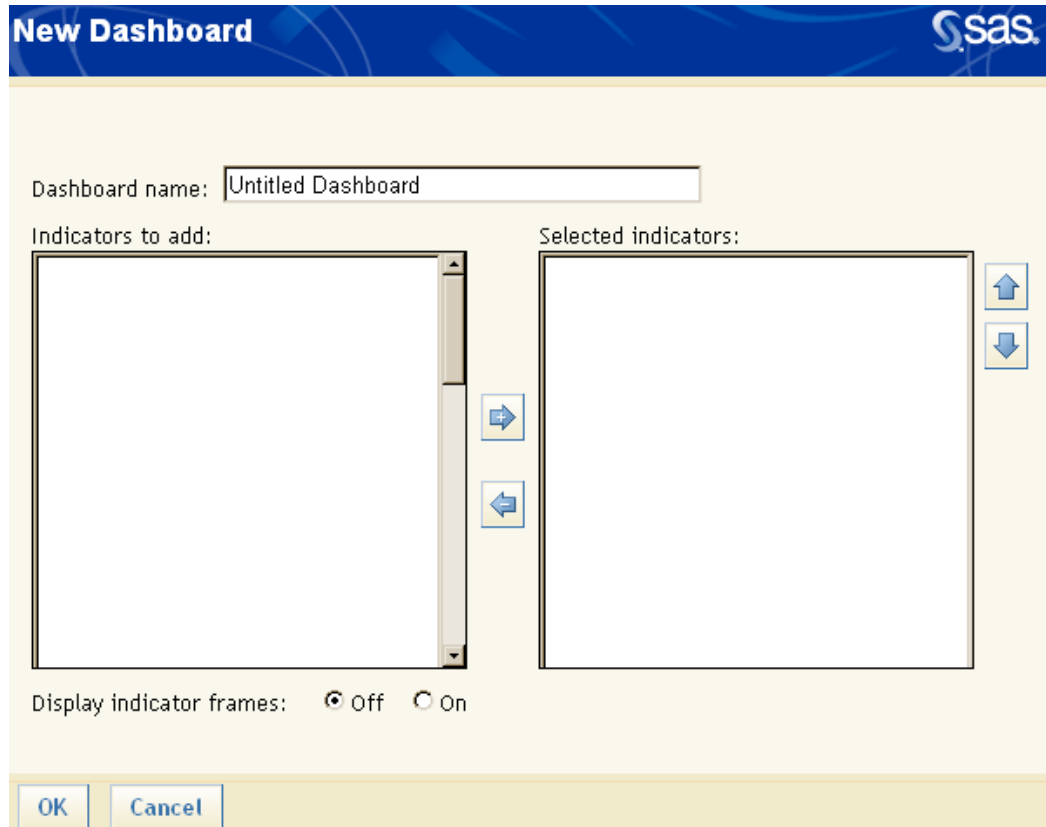 New Dashboard
sas.
Dashboard name: Untitled Dashboard
Indicators to add:
Selected indicators:
Display indicator frames: Off On
OK Cancel